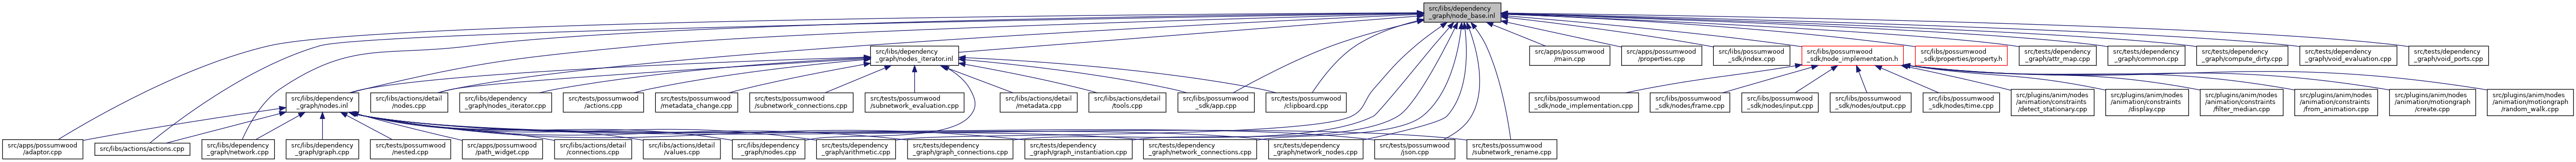 src/libs/dependency
_graph/node_base.inl
src/libs/dependency
_graph/nodes_iterator.inl
src/apps/possumwood
/main.cpp
src/apps/possumwood
/properties.cpp
src/libs/possumwood
_sdk/index.cpp
src/libs/possumwood
_sdk/node_implementation.h
src/libs/possumwood
_sdk/properties/property.h
src/tests/dependency
_graph/attr_map.cpp
src/tests/dependency
_graph/common.cpp
src/tests/dependency
_graph/compute_dirty.cpp
src/tests/dependency
_graph/void_evaluation.cpp
src/tests/dependency
_graph/void_ports.cpp
src/libs/dependency
_graph/nodes.inl
src/libs/actions/detail
/nodes.cpp
src/libs/dependency
_graph/nodes_iterator.cpp
src/tests/possumwood
/actions.cpp
src/tests/possumwood
/metadata_change.cpp
src/tests/possumwood
/subnetwork_connections.cpp
src/tests/possumwood
/subnetwork_evaluation.cpp
src/libs/actions/detail
/metadata.cpp
src/libs/actions/detail
/tools.cpp
src/libs/possumwood
_sdk/app.cpp
src/tests/possumwood
/clipboard.cpp
src/libs/possumwood
_sdk/node_implementation.cpp
src/libs/possumwood
_sdk/nodes/frame.cpp
src/libs/possumwood
_sdk/nodes/input.cpp
src/libs/possumwood
_sdk/nodes/output.cpp
src/libs/possumwood
_sdk/nodes/time.cpp
src/plugins/anim/nodes
/animation/constraints
/detect_stationary.cpp
src/plugins/anim/nodes
/animation/constraints
/display.cpp
src/plugins/anim/nodes
/animation/constraints
/filter_median.cpp
src/plugins/anim/nodes
/animation/constraints
/from_animation.cpp
src/plugins/anim/nodes
/animation/motiongraph
/create.cpp
src/plugins/anim/nodes
/animation/motiongraph
/random_walk.cpp
src/apps/possumwood
/adaptor.cpp
src/libs/actions/actions.cpp
src/libs/dependency
_graph/network.cpp
src/libs/dependency
_graph/graph.cpp
src/tests/possumwood
/nested.cpp
src/apps/possumwood
/path_widget.cpp
src/libs/actions/detail
/connections.cpp
src/libs/actions/detail
/values.cpp
src/libs/dependency
_graph/nodes.cpp
src/tests/dependency
_graph/arithmetic.cpp
src/tests/dependency
_graph/graph_connections.cpp
src/tests/dependency
_graph/graph_instantiation.cpp
src/tests/dependency
_graph/network_connections.cpp
src/tests/dependency
_graph/network_nodes.cpp
src/tests/possumwood
/json.cpp
src/tests/possumwood
/subnetwork_rename.cpp